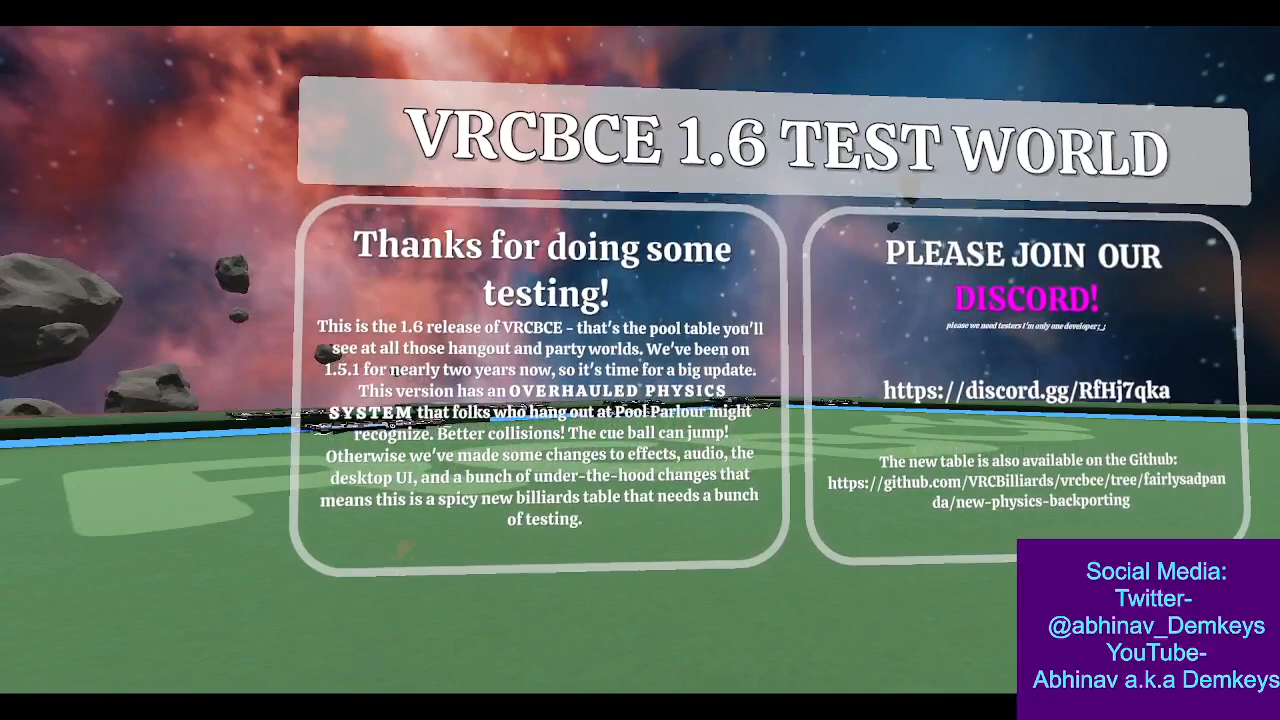 VRCBCE 1.6 TEST WORLD
Thanks for doing some
testing!
This is the 1.6 release of VRCBCE - that's the pool table you'll
see at all those hangout and party worlds. We've been on
1.5.1 for nearly two years now, so it's time for a big update.
This version has an OVERHAULED PHYSICS
SYSTEM that folks who hang out at Pool Parlour might
recognize. Better collisions! The cue ball can jump!
Otherwise we've made some changes to effects, audio, the
desktop UI, and a bunch of under-the-hood changes that
means this is a spicy new billiards table that needs a bunch
of testing.
PLEASE JOIN OUR
DISCORD!
please we need testers I'm only one developer;_;
https://discord.gg/RfHj7qka
The new table is also available on the Github:
https://github.com/VRCBilliards/vrcbce/tree/fairlysadpan
da/new-physics-backporting
Social Media:
Twitter-
@abhinav_Demkeys
YouTube-
Abhinav a.k.a Demkeys